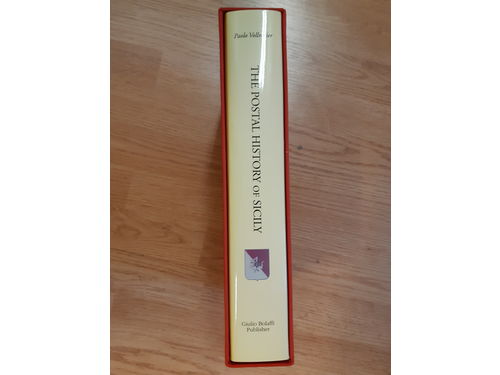 Paolo Vollmeier
THE POSTAL HISTORY OF SICILY
Giulio Bolaffi
Publisher